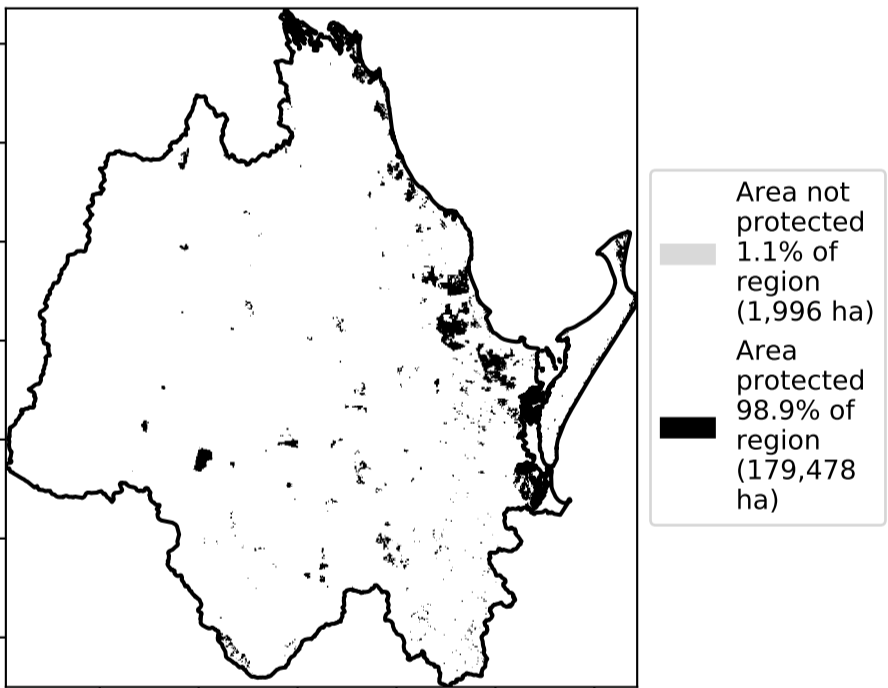 Area not
protected
1.1% of
region
(1,996 ha)
Area
protected
98.9% of
region
(179,478
ha)